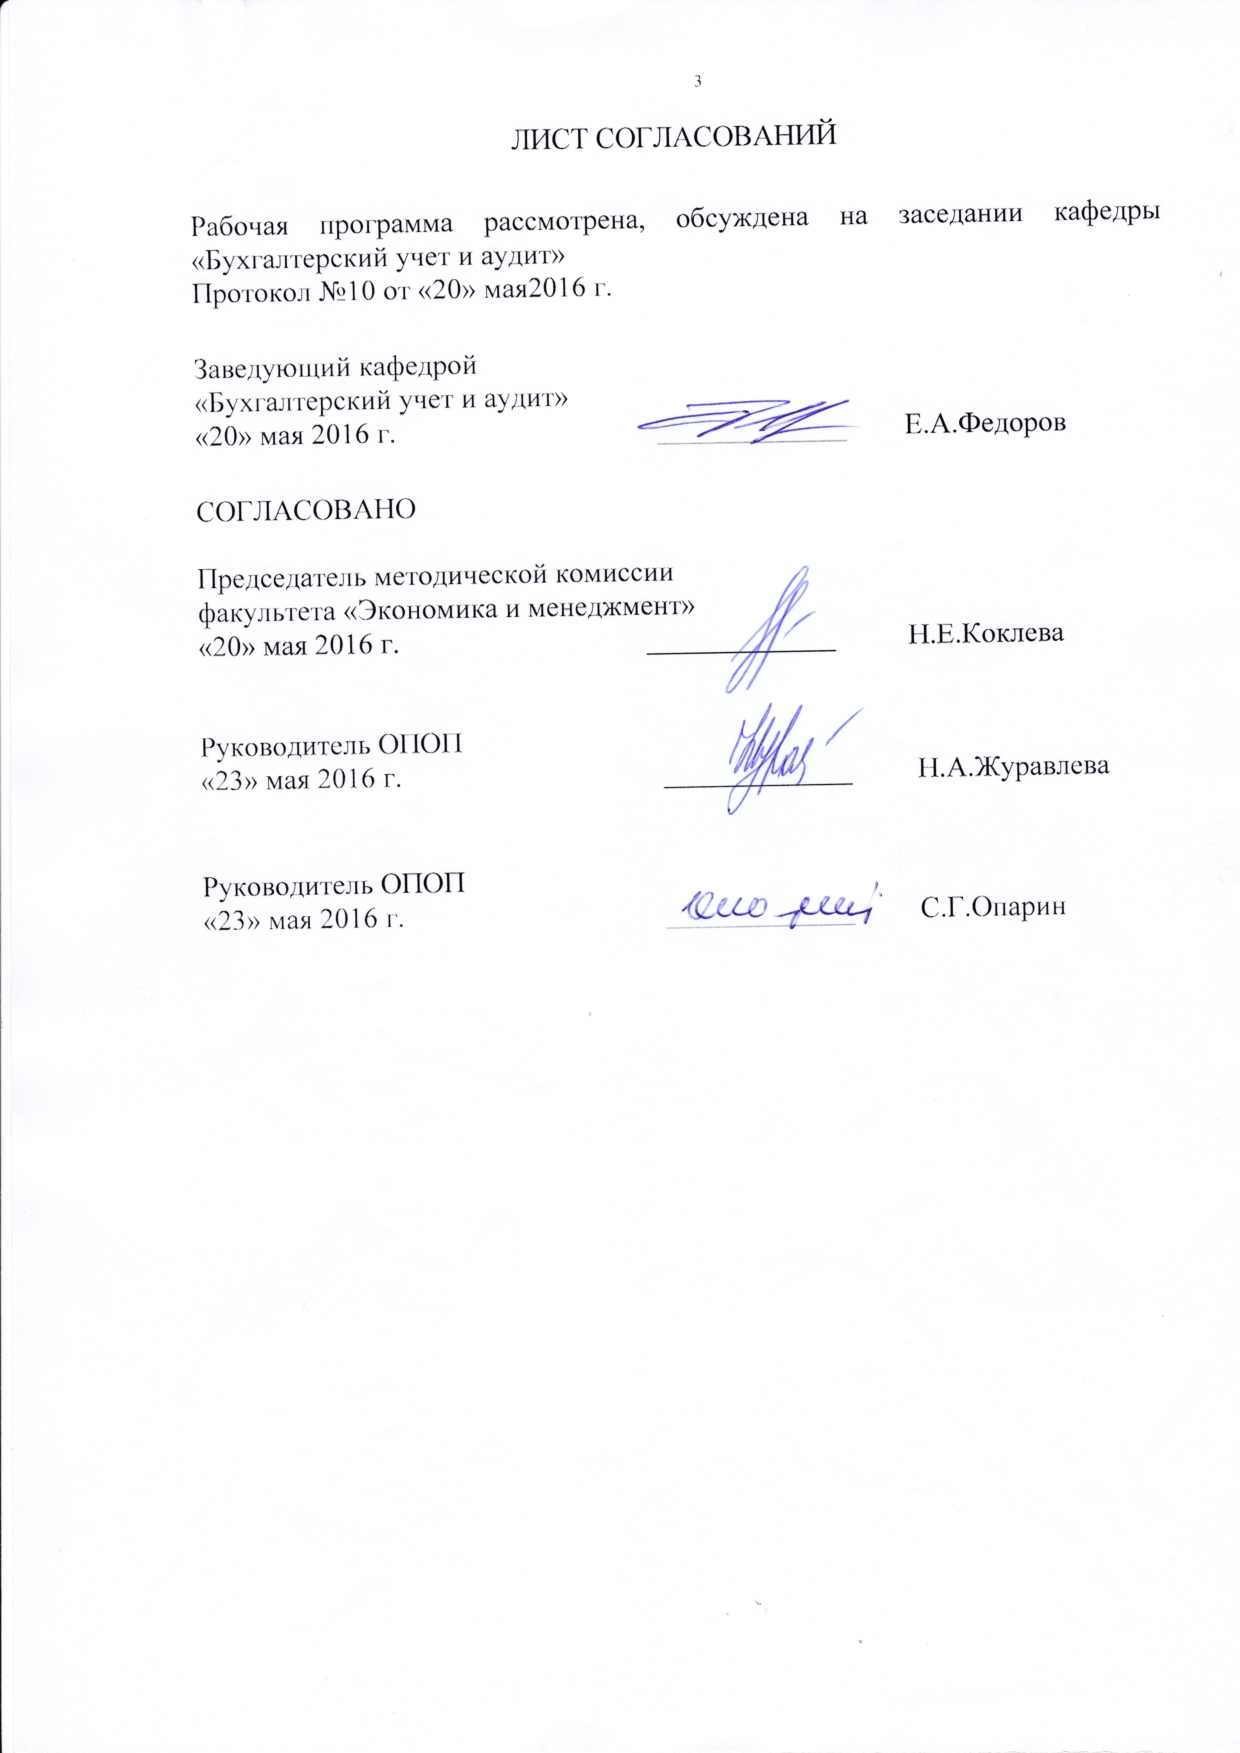 3
ЛИСТ СОГЛАСОВАНИЙ
Рабочая программа рассмотрена, обсуждена на заседании кафедры
«Бухгалтерский учет и аудит»
Протокол №10 от «20» мая2016 г.
Заведующий кафедрой
«Бухгалтерский учет и аудит»
«20» мая 2016 г. Е.А.Федоров
СОГЛАСОВАНО
Председатель методической комиссии
факультета «Экономика и менеджмент»
«20» мая 2016 г. Н.Е.Коклева
Руководитель ОПОП
«23» мая 2016 г. Н.А.Журавлева
Руководитель ОПОП
«23» мая 2016 г. С.Г.Опарин